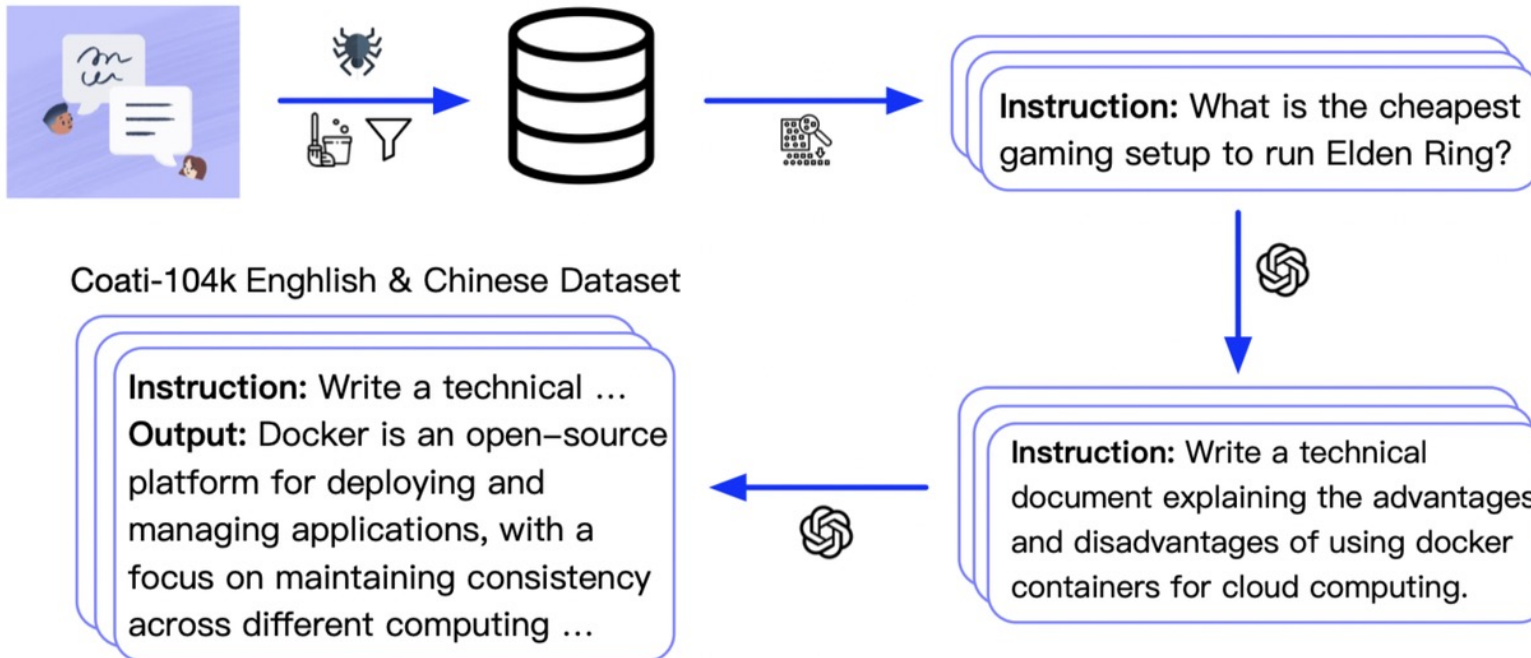 Instruction: What is the cheapest
gaming setup to run Elden Ring?
Coati-104k Enghlish & Chinese Dataset
Instruction: Write a technical …
Output: Docker is an open-source
platform for deploying and
managing applications, with a
focus on maintaining consistency
across different computing …
Instruction: Write a technical
document explaining the advantages
and disadvantages of using docker
containers for cloud computing.